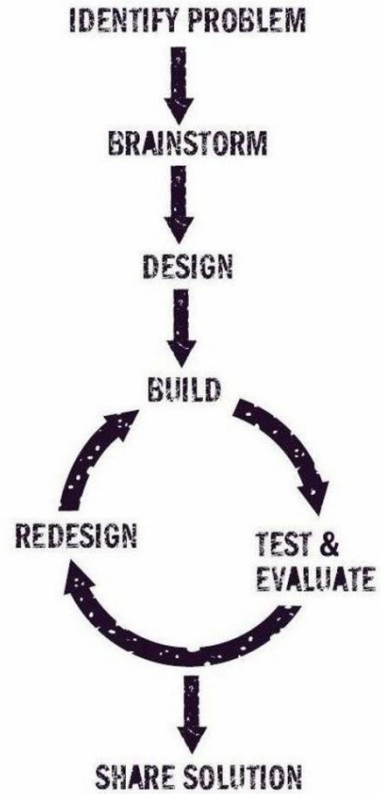 IDENTIFY PROBLEM
BRAINSTORM
DESIGN
BUILD
REDESIGN
TEST &
EVALUATE
SHARE SOLUTION